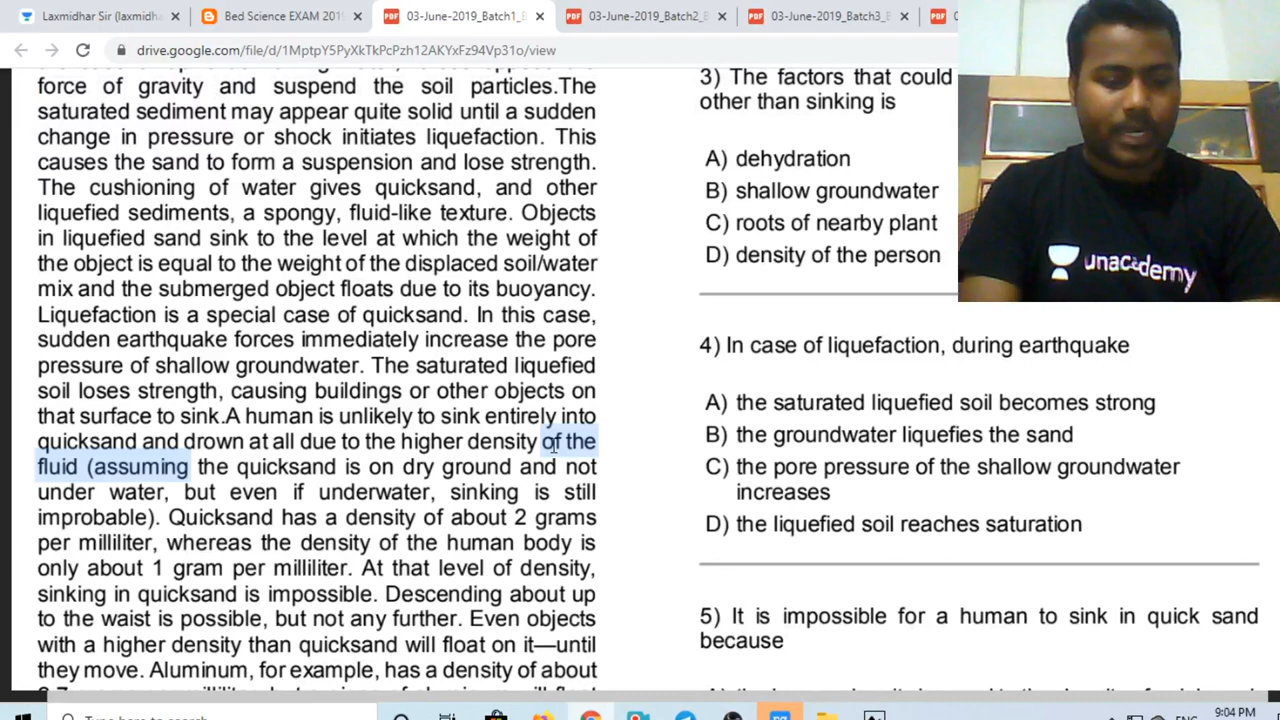 Laxmidhar Sir (laxmidha
Bed Science EXAM 2019
03-June-2019_Batch1_
03-June-2019_Batch2_
03-June-2019_Batch3_
drive.google.com/file/d/1MptpY5PyXkTkPcPzh12AKYxFz94Vp31o/view
force of gravity and suspend the soil particles.The
saturated sediment may appear quite solid until a sudden
change in pressure or shock initiates liquefaction. This
causes the sand to form a suspension and lose strength.
The cushioning of water gives quicksand, and other
liquefied sediments, a spongy, fluid-like texture. Objects
in liquefied sand sink to the level at which the weight of
the object is equal to the weight of the displaced soil/water
mix and the submerged object floats due to its buoyancy.
Liquefaction is a special case of quicksand. In this case,
sudden earthquake forces immediately increase the pore
pressure of shallow groundwater. The saturated liquefied
soil loses strength, causing buildings or other objects on
that surface to sink.A human is unlikely to sink entirely into
quicksand and drown at all due to the higher density of the
fluid (assuming the quicksand is on dry ground and not
under water, but even if underwater, sinking is still
improbable). Quicksand has a density of about 2 grams
per milliliter, whereas the density of the human body is
only about 1 gram per milliliter. At that level of density,
sinking in quicksand is impossible. Descending about up
to the waist is possible, but not any further. Even objects
with a higher density than quicksand will float on it—until
they move. Aluminum, for example, has a density of about
3) The factors that could
other than sinking is
A) dehydration
B) shallow groundwater
C) roots of nearby plant
D) density of the person
4) In case of liquefaction, during earthquake
A) the saturated liquefied soil becomes strong
B) the groundwater liquefies the sand
C) the pore pressure of the shallow groundwater
increases
D) the liquefied soil reaches saturation
5) It is impossible for a human to sink in quick sand
because
unacademy
Type here to search
ENG
9:04 PM